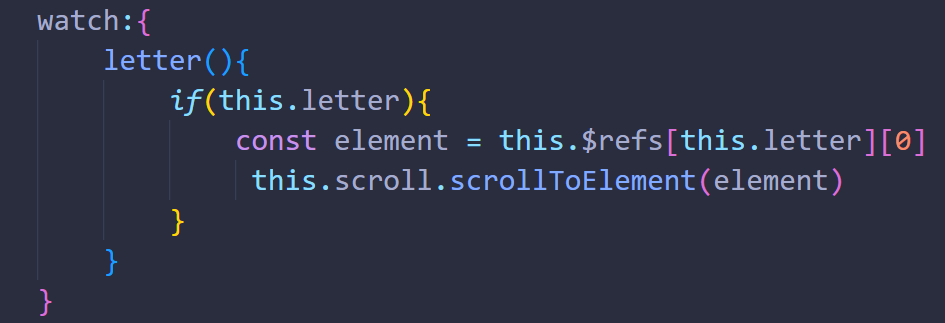 watch:{
letter(){
if(this.letter){
const element = this.$refs[this.letter][0]
this.scroll.scrollToElement(element)
}
}
}